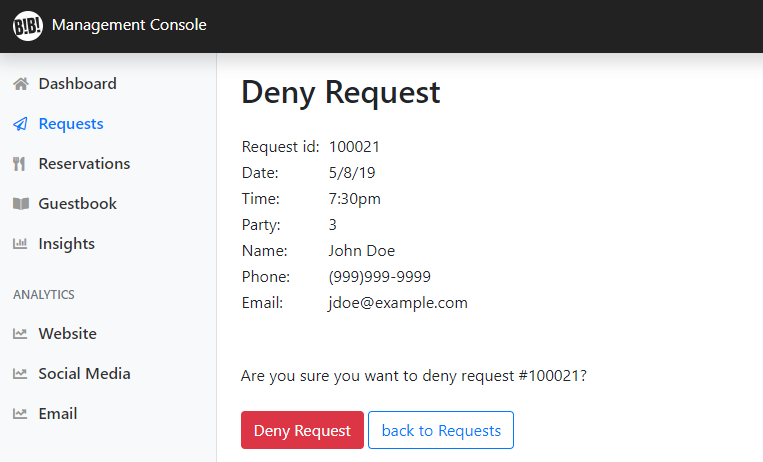 B!B! Management Console
Dashboard
Requests
Reservations
Guestbook
Insights
ANALYTICS
Website
Social Media
Email
Deny Request
Request id: 100021
Date: 5/8/19
Time: 7:30pm
Party: 3
Name: John Doe
Phone: (999)999-9999
Email: jdoe@example.com
Are you sure you want to deny request #100021?
Deny Request back to Requests